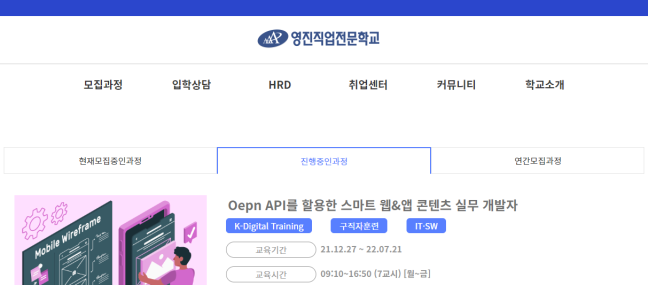 영진직업전문학교
모집과정 입학상담 HRD 취업센터 커뮤니티 학교소개
현재모집중인과정 진행중인과정 연간모집과정
Oepn API를 할용한 스마트 웹&앱 콘텐츠 실무 개발자
K-Digital Training 구직자훈련 IT·SW
교육기간 21.12.27 ~ 22.07.21
교육시간 09:10~16:50 (7교시) [월~금]
Mobile Wireframe